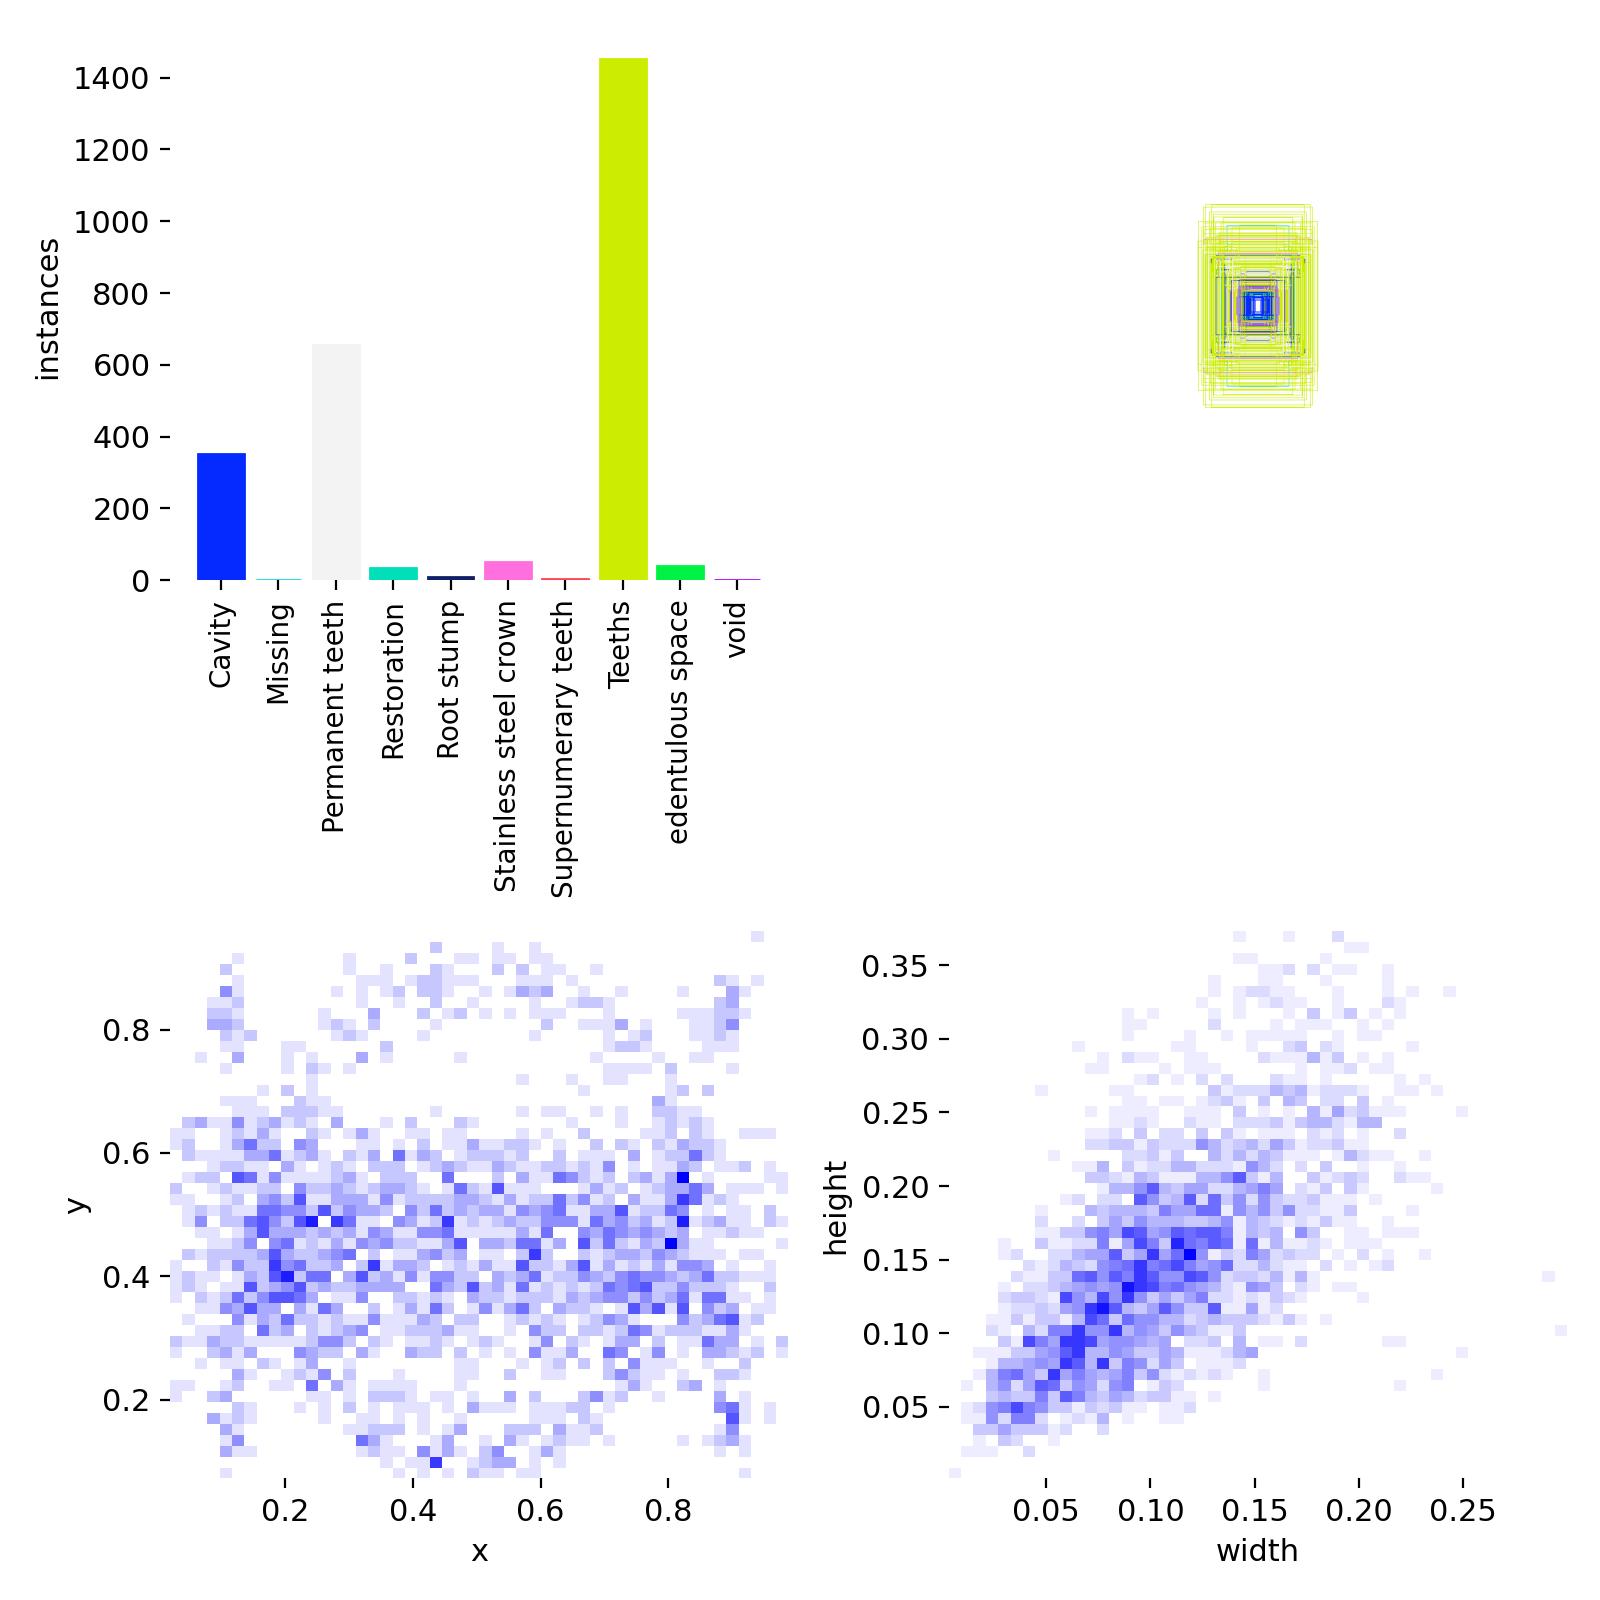 1400
1200
1000
800
600
400
200
0
instances
Cavity
Missing
Permanent teeth
Restoration
Root stump
Stainless steel crown
Supernumerary teeth
Teeths
edentulous space
void
0.8
0.6
0.4
0.2
y
0.2 0.4 0.6 0.8
x
0.35
0.30
0.25
0.20
0.15
0.10
0.05
height
0.05 0.10 0.15 0.20 0.25
width